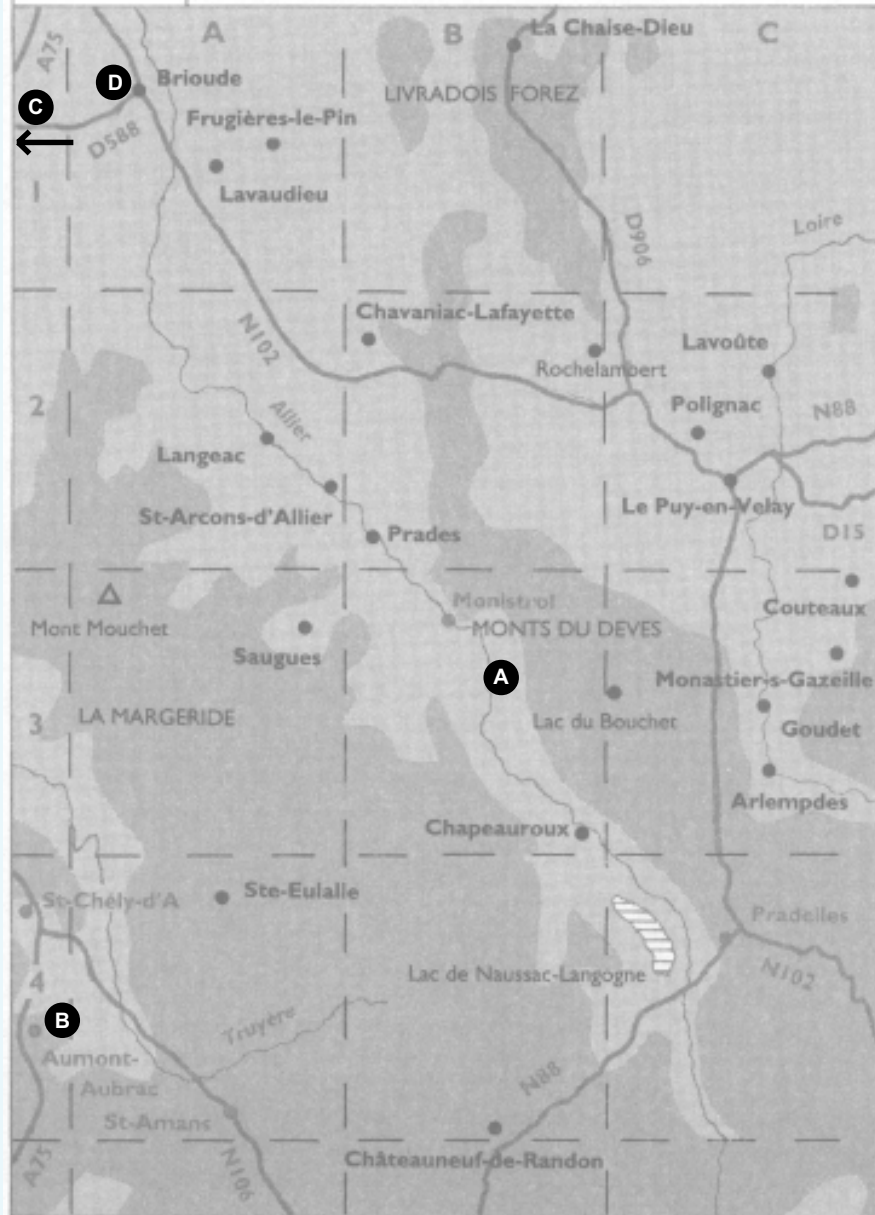 A
B
C
A75
D
Brioude
La Chaise-Dieu
C
LIVRADOIS FOREZ
Frugières-le-Pin
D588
Lavaudieu
1
D906
Loire
Chavaniac-Lafayette
N102
Rochelambert
Lavoûte
2
Polignac
N88
Allier
Langeac
St-Arcons-d'Allier
Le Puy-en-Velay
Prades
D15
Monistrol
Couteaux
Mont Mouchet
MONTS DU DEVES
Saugues
A
Monastier-s-Gazeille
LA MARGERIDE
3
Lac du Bouchet
Goudet
Arlempdes
Chapeauroux
St-Chély-d'A
Ste-Eulalle
Pradelles
Lac de Naussac-Langogne
N102
4
B
Truyère
Aumont-
Aubrac
N88
St-Amans
Châteauneuf-de-Randon
A75
N106